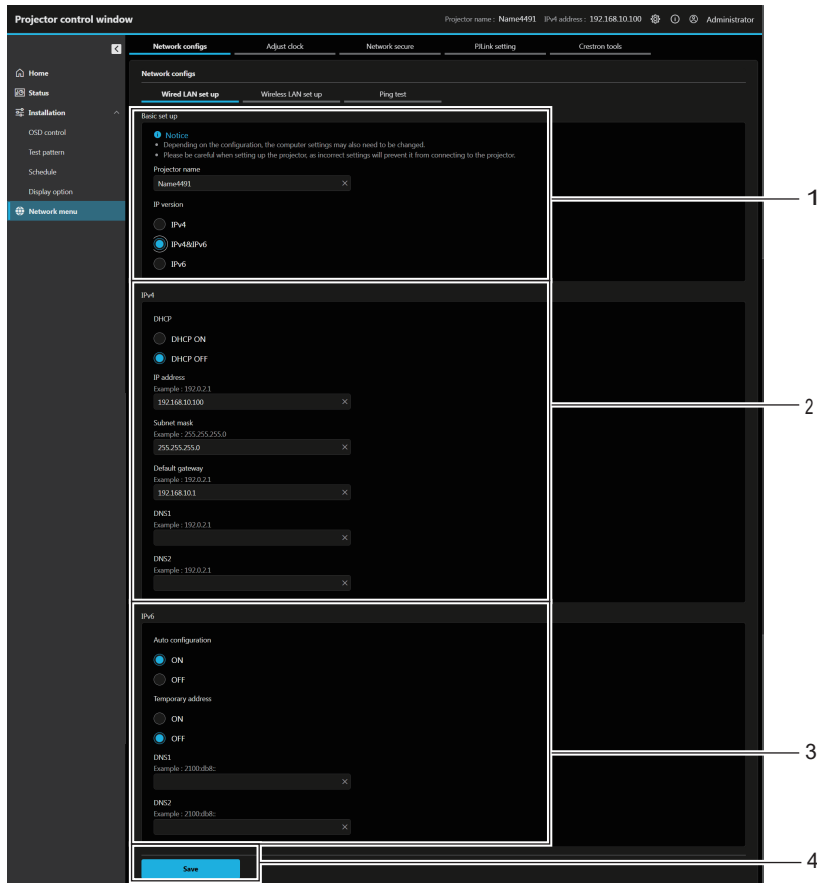 Projector control window
Projector name : Name4491 IPv4 address : 192.168.10.100 Administrator
Network configs Adjust clock Network secure PJLink setting Crestron tools
Home
Status
Installation
OSD control
Test pattern
Schedule
Display option
Network menu
Network configs
Wired LAN set up Wireless LAN set up Ping test
Basic set up
Notice
• Depending on the configuration, the computer settings may also need to be changed.
• Please be careful when setting up the projector, as incorrect settings will prevent it from connecting to the projector.
Projector name
Name4491
IP version
IPv4
IPv4&IPv6
IPv6
1
IPv4
DHCP
DHCP ON
DHCP OFF
IP address
Example : 192.0.2.1
192.168.10.100
Subnet mask
Example : 255.255.255.0
255.255.255.0
Default gateway
Example : 192.0.2.1
192.168.10.1
DNS1
Example : 192.0.2.1
DNS2
Example : 192.0.2.1
2
IPv6
Auto configuration
ON
OFF
Temporary address
ON
OFF
DNS1
Example : 2100:db8::
DNS2
Example : 2100:db8::
3
Save
4